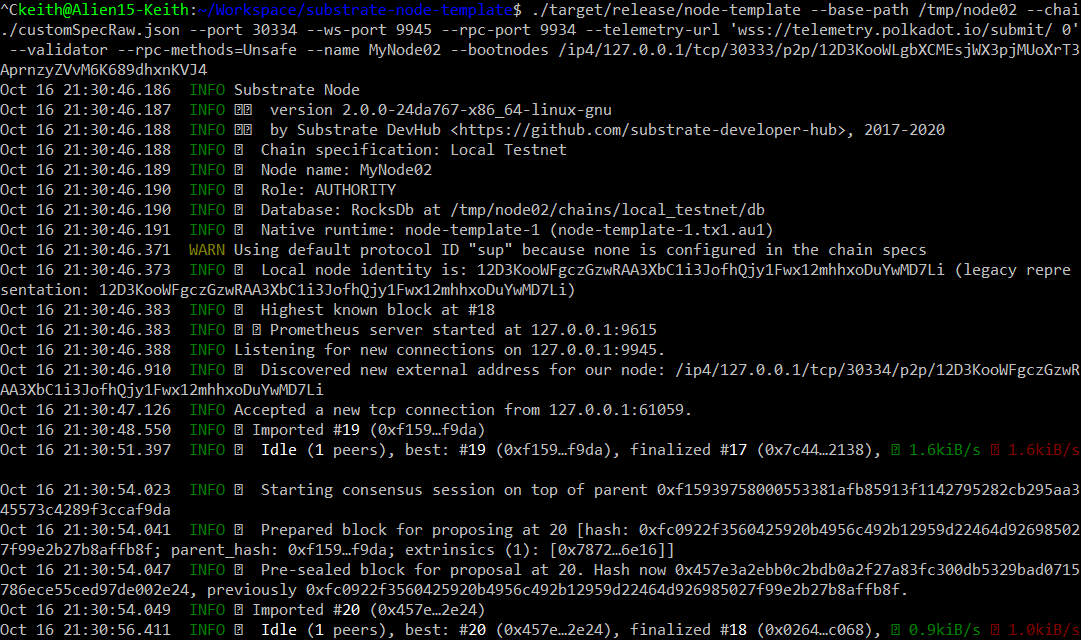 ^Ckeith@Alien15-Keith:~/Workspace/substrate-node-template$ ./target/release/node-template --base-path /tmp/node02 --chai
./customSpecRaw.json --port 30334 --ws-port 9945 --rpc-port 9934 --telemetry-url 'wss://telemetry.polkadot.io/submit/ 0'
--validator --rpc-methods=Unsafe --name MyNode02 --bootnodes /ip4/127.0.0.1/tcp/30333/p2p/12D3KooWLgbXCMEsjWX3pjMUoXrT3
AprnzyZVvM6K689dhxnKVJ4
Oct 16 21:30:46.186 INFO Substrate Node
Oct 16 21:30:46.187 INFO version 2.0.0-24da767-x86_64-linux-gnu
Oct 16 21:30:46.188 INFO by Substrate DevHub <https://github.com/substrate-developer-hub>, 2017-2020
Oct 16 21:30:46.188 INFO Chain specification: Local Testnet
Oct 16 21:30:46.189 INFO Node name: MyNode02
Oct 16 21:30:46.190 INFO Role: AUTHORITY
Oct 16 21:30:46.190 INFO Database: RocksDb at /tmp/node02/chains/local_testnet/db
Oct 16 21:30:46.191 INFO Native runtime: node-template-1 (node-template-1.tx1.au1)
Oct 16 21:30:46.371 WARN Using default protocol ID "sup" because none is configured in the chain specs
Oct 16 21:30:46.373 INFO Local node identity is: 12D3KooWFgczGzwRAA3XbC1i3JofhQjy1Fwx12mhhxoDuYwMD7Li (legacy repre
sentation: 12D3KooWFgczGzwRAA3XbC1i3JofhQjy1Fwx12mhhxoDuYwMD7Li)
Oct 16 21:30:46.383 INFO Highest known block at #18
Oct 16 21:30:46.383 INFO Prometheus server started at 127.0.0.1:9615
Oct 16 21:30:46.388 INFO Listening for new connections on 127.0.0.1:9945.
Oct 16 21:30:46.910 INFO Discovered new external address for our node: /ip4/127.0.0.1/tcp/30334/p2p/12D3KooWFgczGzwR
AA3XbC1i3JofhQjy1Fwx12mhhxoDuYwMD7Li
Oct 16 21:30:47.126 INFO Accepted a new tcp connection from 127.0.0.1:61059.
Oct 16 21:30:48.550 INFO Imported #19 (0xf159…f9da)
Oct 16 21:30:51.397 INFO Idle (1 peers), best: #19 (0xf159…f9da), finalized #17 (0x7c44…2138), 1.6kiB/s 1.6kiB/s
Oct 16 21:30:54.023 INFO Starting consensus session on top of parent 0xf15939758000553381afb85913f1142795282cb295aa3
45573c4289f3ccaf9da
Oct 16 21:30:54.041 INFO Prepared block for proposing at 20 [hash: 0xfc0922f3560425920b4956c492b12959d22464d92698502
7f99e2b27b8affb8f; parent_hash: 0xf159…f9da; extrinsics (1): [0x7872…6e16]]
Oct 16 21:30:54.047 INFO Pre-sealed block for proposal at 20. Hash now 0x457e3a2ebb0c2bdb0a2f27a83fc300db5329bad0715
786ece55ced97de002e24, previously 0xfc0922f3560425920b4956c492b12959d22464d926985027f99e2b27b8affb8f.
Oct 16 21:30:54.049 INFO Imported #20 (0x457e…2e24)
Oct 16 21:30:56.411 INFO Idle (1 peers), best: #20 (0x457e…2e24), finalized #18 (0x0264…c068), 0.9kiB/s 1.0kiB/s